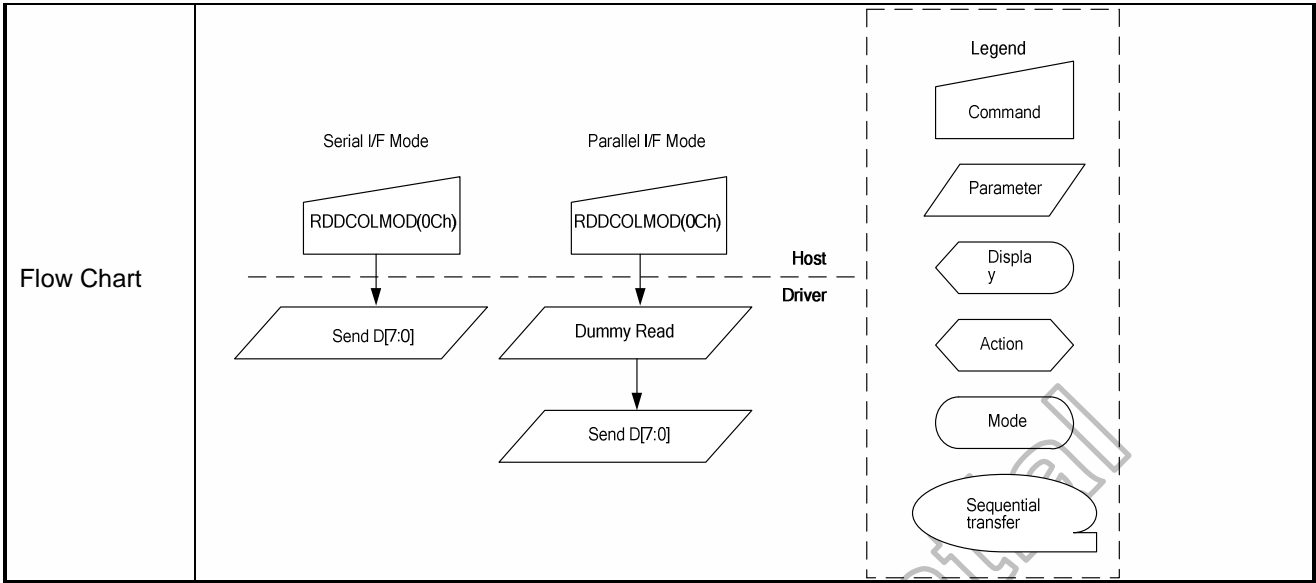 Flow Chart
Serial I/F Mode
RDDCOLMOD(0Ch)
Send D[7:0]
Parallel I/F Mode
RDDCOLMOD(0Ch)
Dummy Read
Send D[7:0]
Host
Driver
Legend
Command
Parameter
Displa
y
Action
Mode
Sequential
transfer